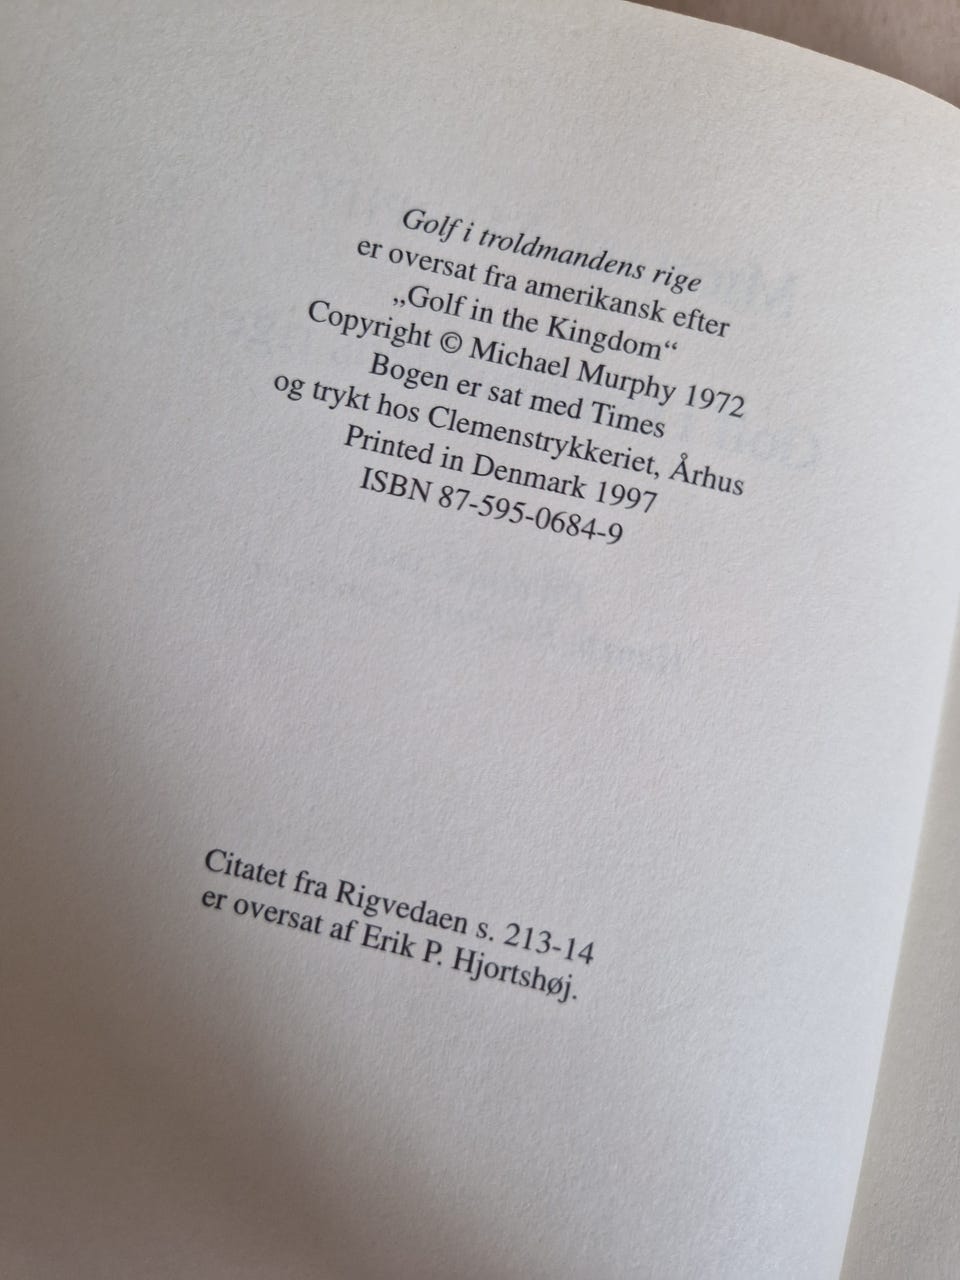 Golf i troldmandens rige
er oversat fra amerikansk efter
„Golf in the Kingdom“
Copyright © Michael Murphy 1972
Bogen er sat med Times
og trykt hos Clemenstrykkeriet, Århus
Printed in Denmark 1997
ISBN 87-595-0684-9
Citatet fra Rigvedaen s. 213-14
er oversat af Erik P. Hjortshøj.